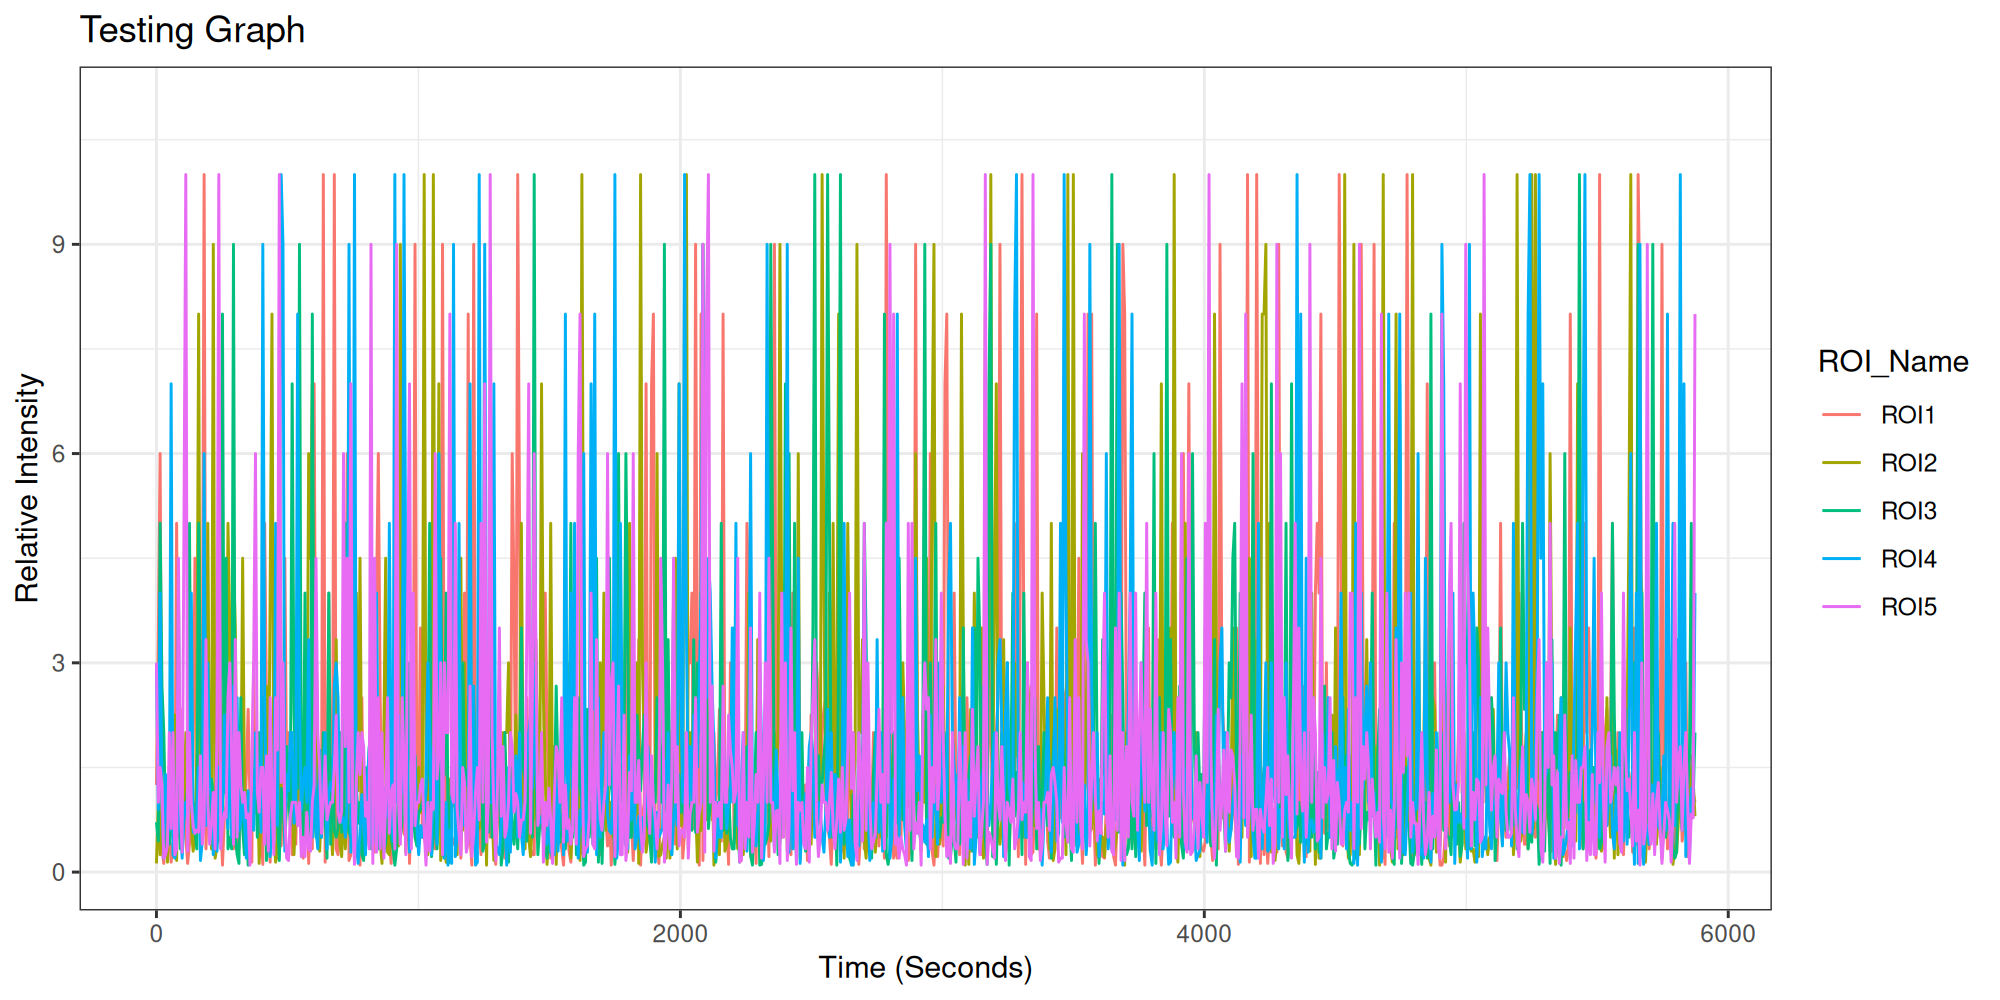 Testing Graph
Relative Intensity
9
6
3
0
0
2000
4000
6000
Time (Seconds)
ROI_Name
ROI1
ROI2
ROI3
ROI4
ROI5